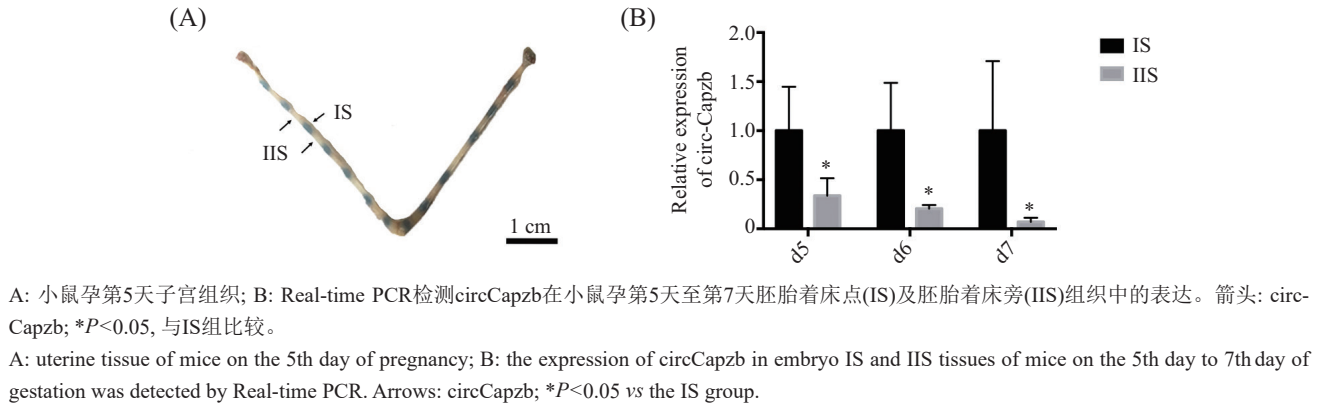 (A)
(B)
IS
IIS
1 cm
Relative expression
of circ-Capzb
2.0
1.5
1.0
0.5
0
*
*
*
d5
d6
d7
IS
IIS
A: 小鼠孕第5天子宫组织; B: Real-time PCR检测circCapzb在小鼠孕第5天至第7天胚胎着床点(IS)及胚胎着床旁(IIS)组织中的表达。箭头: circ-
Capzb; *P<0.05, 与IS组比较。
A: uterine tissue of mice on the 5th day of pregnancy; B: the expression of circCapzb in embryo IS and IIS tissues of mice on the 5th day to 7th day of
gestation was detected by Real-time PCR. Arrows: circCapzb; *P<0.05 vs the IS group.